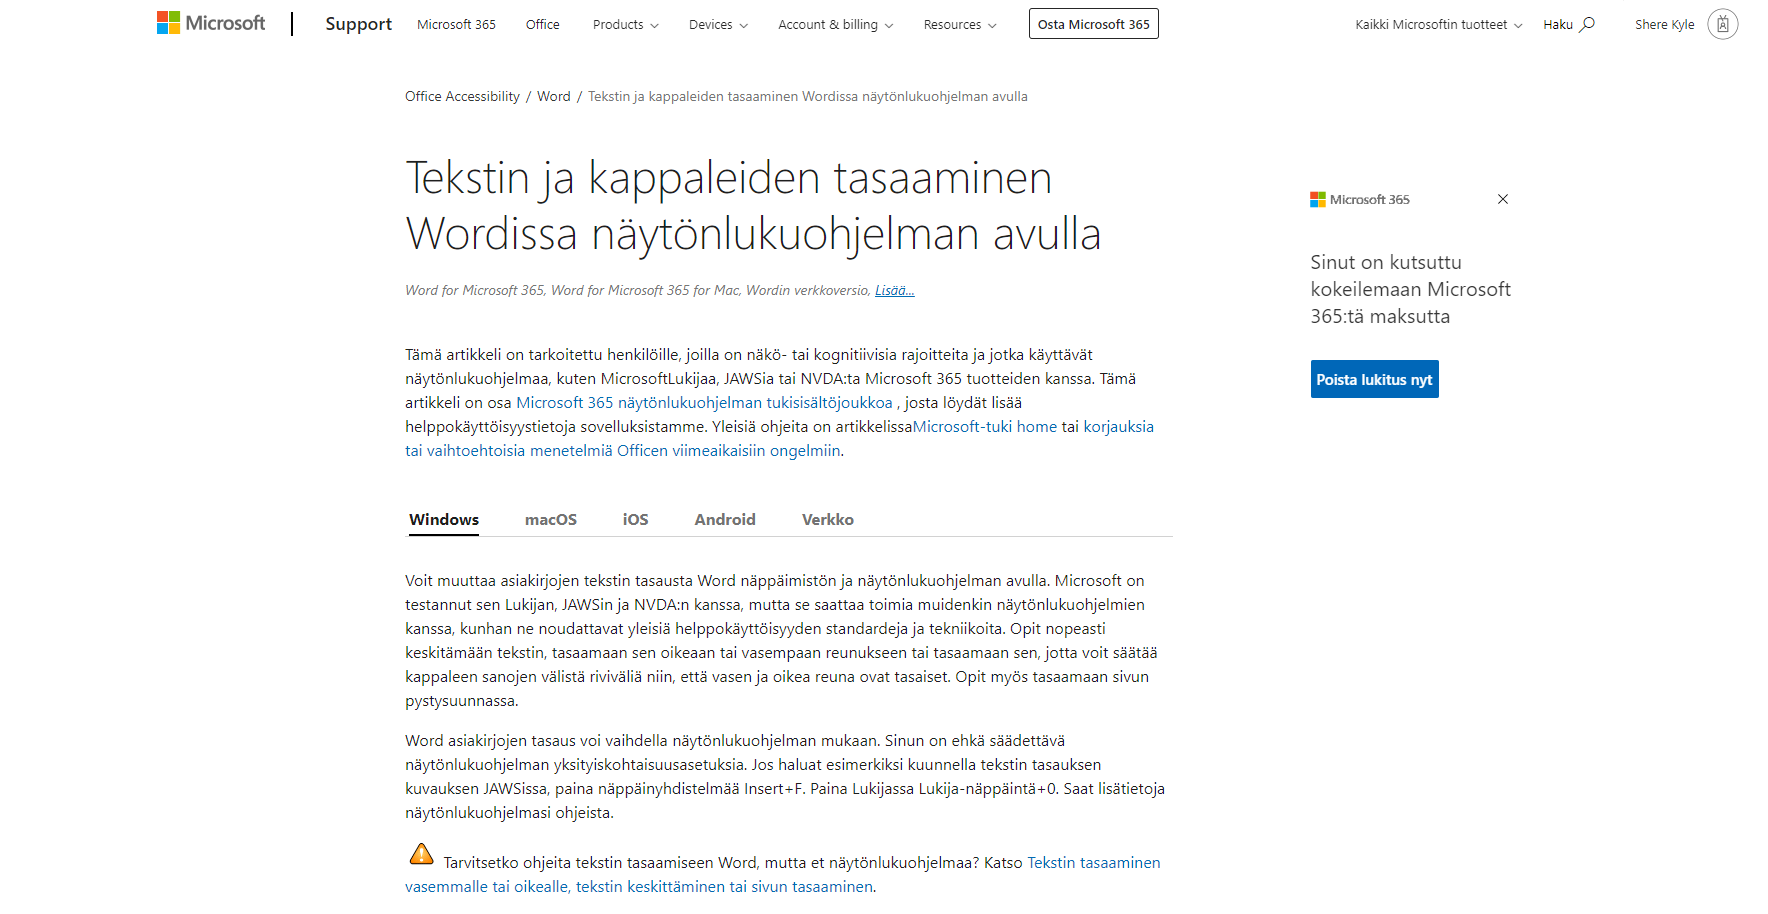 Microsoft
Support
Microsoft 365
Office
Products
Devices
Account & billing
Resources
Osta Microsoft 365
Kaikki Microsoftin tuotteet
Haku
Shere Kyle
Office Accessibility / Word / Tekstin ja kappaleiden tasaaminen Wordissa näytönlukuohjelman avulla
Tekstin ja kappaleiden tasaaminen
Wordissa näytönlukuohjelman avulla
Word for Microsoft 365, Word for Microsoft 365 for Mac, Wordin verkkoversio, Lisää...
Tämä artikkeli on tarkoitettu henkilöille, joilla on näkö- tai kognitiivisia rajoitteita ja jotka käyttävät
näytönlukuohjelmaa, kuten MicrosoftLukijaa, JAWSia tai NVDA:ta Microsoft 365 tuotteiden kanssa. Tämä
artikkeli on osa Microsoft 365 näytönlukuohjelman tukisisältöjoukkoa , josta löydät lisää
helppokäyttöisyystietoja sovelluksistamme. Yleisiä ohjeita on artikkelissaMicrosoft-tuki home tai korjauksia
tai vaihtoehtoisia menetelmiä Officen viimeaikaisiin ongelmiin.
Windows
macOS
iOS
Android
Verkko
Voit muuttaa asiakirjojen tekstin tasausta Word näppäimistön ja näytönlukuohjelman avulla. Microsoft on
testannut sen Lukijan, JAWSin ja NVDA:n kanssa, mutta se saattaa toimia muidenkin näytönlukuohjelmien
kanssa, kunhan ne noudattavat yleisiä helppokäyttöisyyden standardeja ja tekniikoita. Opit nopeasti
keskitämään tekstin, tasaamaan sen oikeaan tai vasempaan reunukseen tai tasaamaan sen, jotta voit säätää
kappaleen sanojen välistä riviväliä niin, että vasen ja oikea reuna ovat tasaiset. Opit myös tasaamaan sivun
pystysuunnassa.
Word asiakirjojen tasaus voi vaihdella näytönlukuohjelman mukaan. Sinun on ehkä säädettävä
näytönlukuohjelman yksityiskohtaisuusasetuksia. Jos haluat esimerkiksi kuunnella tekstin tasauksen
kuvauksen JAWSissa, paina näppäinyhdistelmää Insert+F. Paina Lukijassa Lukija-näppäintä+0. Saat lisätietoja
näytönlukuohjelmasi ohjeista.
Tarvitsetko ohjeita tekstin tasaamiseen Word, mutta et näytönlukuohjelmaa? Katso Tekstin tasaaminen
vasemmalle tai oikealle, tekstin keskittäminen tai sivun tasaaminen.
Microsoft 365
Sinut on kutsuttu
kokeilemaan Microsoft
365:tä maksutta
Poista lukitus nyt